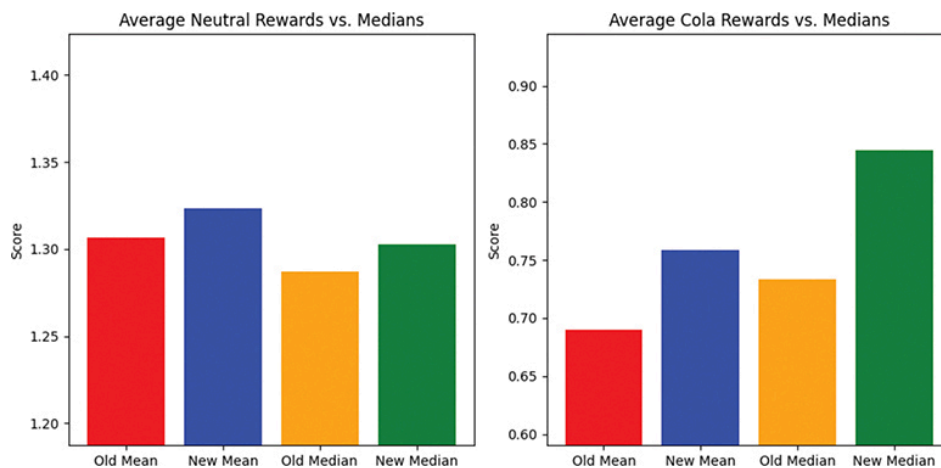 Average Neutral Rewards vs. Medians
1.40
1.35
1.30
1.25
1.20
Score
Old Mean
New Mean
Old Median
New Median
Average Cola Rewards vs. Medians
0.90
0.85
0.80
0.75
0.70
0.65
0.60
Score
Old Mean
New Mean
Old Median
New Median